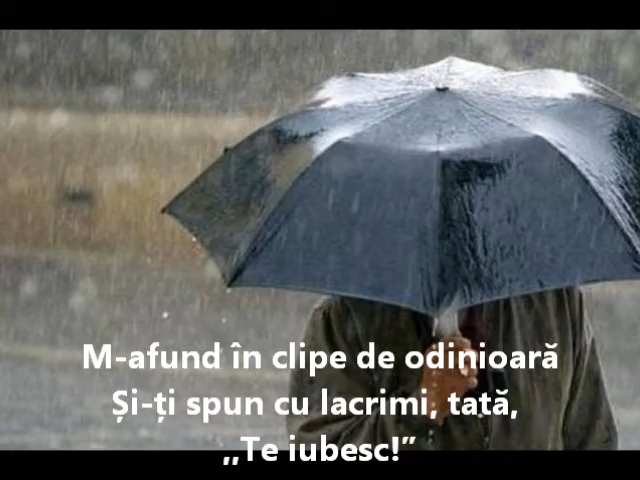 M-afund în clipe de odinioară
Și-ți spun cu lacrimi, tată,
,,Te iubesc!”